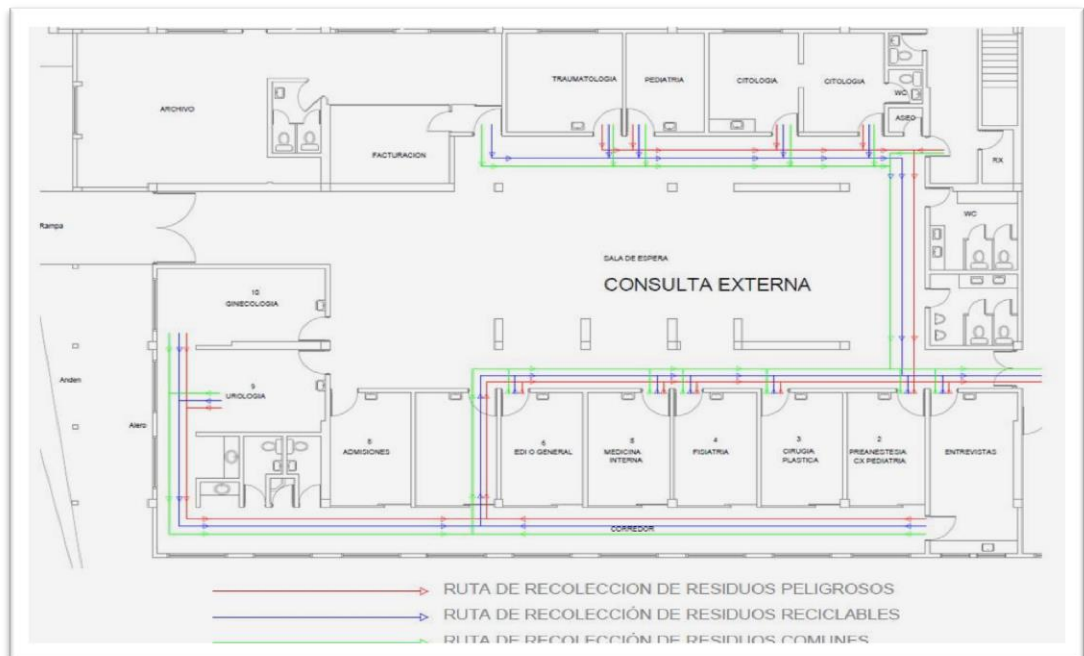 TRAUMATOLOGIA
PEDIATRIA
CITOLOGIA
CITOLOGIA
WC
ASEO
ARCHIVO
FACTURACION
RX
WC
Rampa
SALA DE ESPERA
CONSULTA EXTERNA
10
GINECOLOGIA
Anden
9
UROLOGIA
Alero
8
ADMISIONES
6
EDI O GENERAL
5
MEDICINA
INTERNA
4
FISIATRIA
3
CIRUGIA
PLASTICA
2
PREANESTESIA
CX PEDIATRIA
ENTREVISTAS
CORREDOR
RUTA DE RECOLECCION DE RESIDUOS PELIGROSOS
RUTA DE RECOLECCIÓN DE RESIDUOS RECICLABLES
RUTA DE RECOLECCIÓN DE RESIDUOS COMUNES